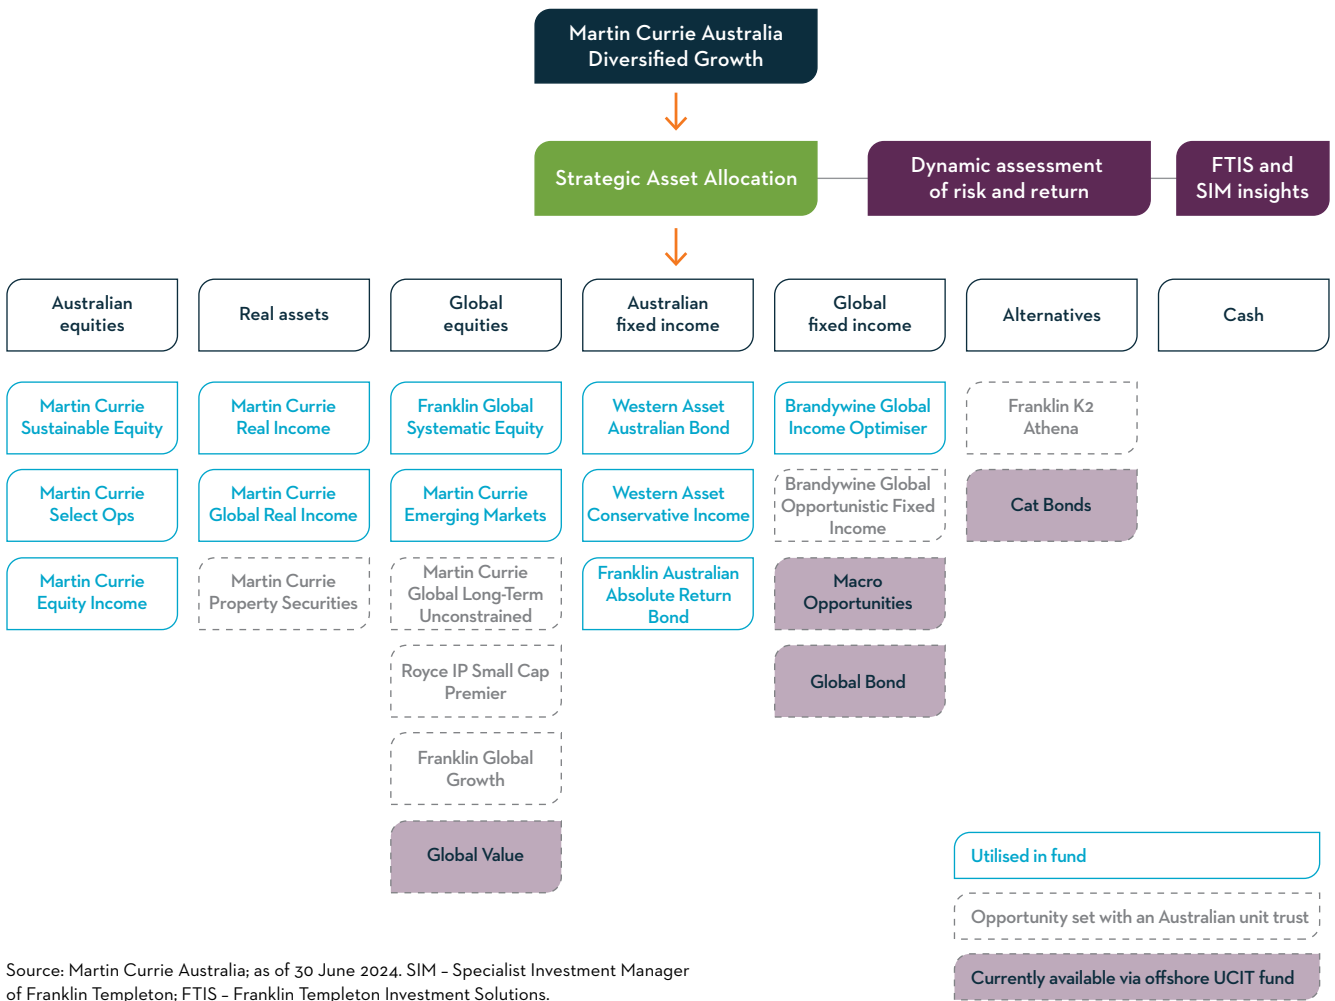 Martin Currie Australia
Diversified Growth
Strategic Asset Allocation
Dynamic assessment
of risk and return
FTIS and
SIM insights
Australian
equities
Real assets
Global
equities
Australian
fixed income
Global
fixed income
Alternatives
Cash
Martin Currie
Sustainable Equity
Martin Currie
Select Ops
Martin Currie
Equity Income
Martin Currie
Real Income
Martin Currie
Global Real Income
Martin Currie
Property Securities
Franklin Global
Systematic Equity
Martin Currie
Emerging Markets
Martin Currie
Global Long-Term
Unconstrained
Royce IP Small Cap
Premier
Franklin Global
Growth
Global Value
Western Asset
Australian Bond
Western Asset
Conservative Income
Franklin Australian
Absolute Return
Bond
Brandywine Global
Income Optimiser
Brandywine Global
Opportunistic Fixed
Income
Macro
Opportunities
Global Bond
Franklin K2
Athena
Cat Bonds
Utilised in fund
Opportunity set with an Australian unit trust
Currently available via offshore UCIT fund
Source: Martin Currie Australia; as of 30 June 2024. SIM – Specialist Investment Manager
of Franklin Templeton; FTIS – Franklin Templeton Investment Solutions.